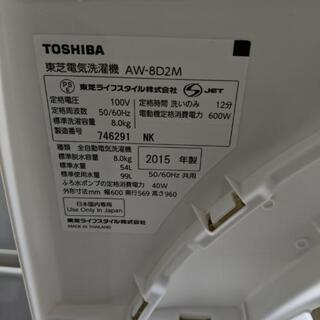 TOSHIBA
東芝電気洗濯機 AW-8D2M
PS E
東芝ライフスタイル株式会社 S JET
定格電圧 100V 定格時間 洗いのみ 12分
定格周波数 50/60Hz 電動機定格消費電力 600W
標準洗濯容量 8.0kg
製造番号 746291 NK
種類 全自動電気洗濯機
標準脱水容量 8.0kg 2015 年製
標準水量 54L
標準使用水量 99L 50/60Hz 共用
ふろ水ポンプの定格消費電力 40W
外形寸法mm 幅600 奥行569 高さ960
日本国内専用
Use Only in Japan
東芝ライフスタイル株式会社
MADE IN THAILAND